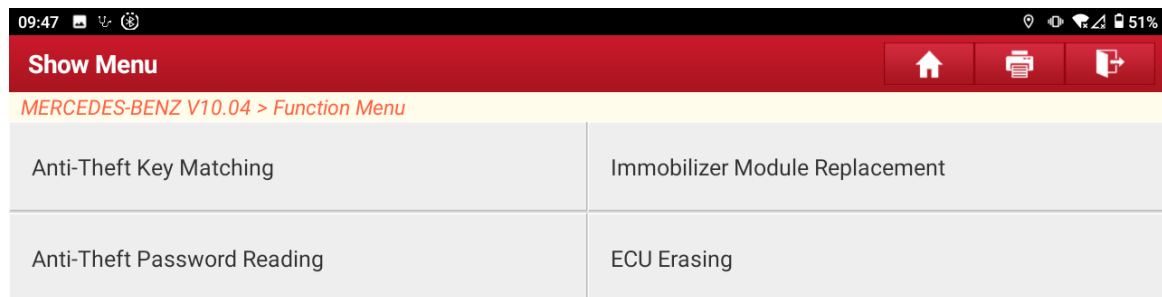 09:47 51%
Show Menu
MERCEDES-BENZ V10.04 > Function Menu
Anti-Theft Key Matching
Immobilizer Module Replacement
Anti-Theft Password Reading
ECU Erasing